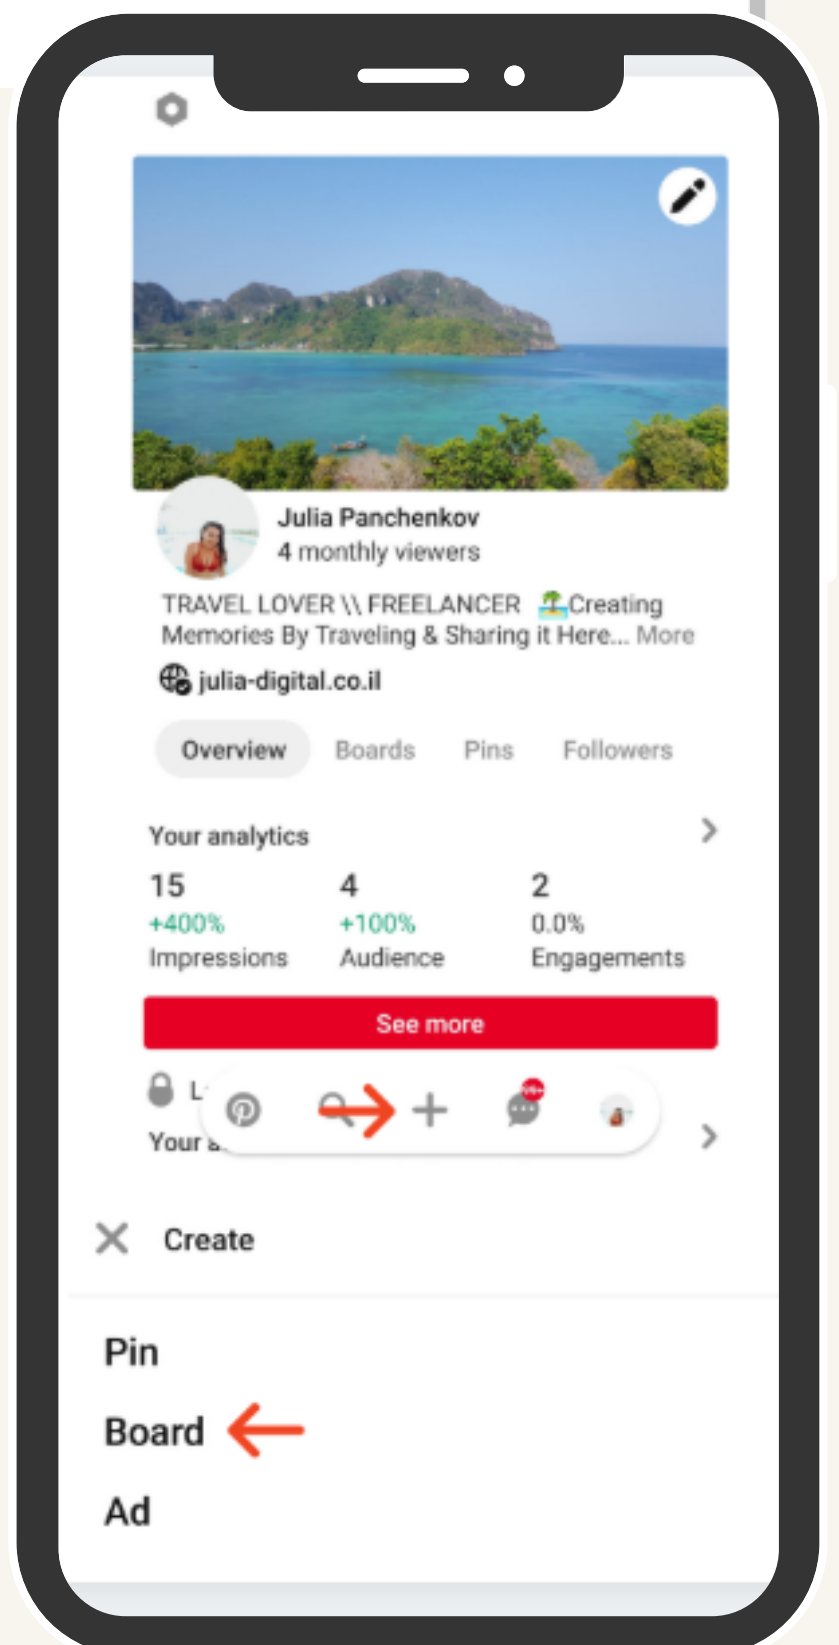 Julia Panchenkov
4 monthly viewers
TRAVEL LOVER \\ FREELANCER 🏝️Creating
Memories By Traveling & Sharing it Here... More
julia-digital.co.il
Overview Boards Pins Followers
Your analytics
15 4 2
+400% +100% 0.0%
Impressions Audience Engagements
See more
Your
Create
Pin
Board
Ad